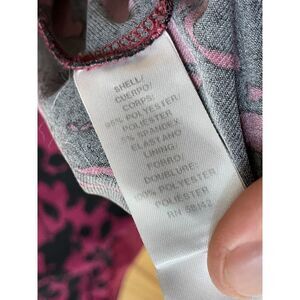 SHELL/
CUERPO/
CORPS:
95% POLYESTER/
POLIESTER
5% SPANDEX/
ELASTANO
LINING/
FORRO/
DOUBLURE:
100% POLYESTER/
POLIESTER
RN 58142